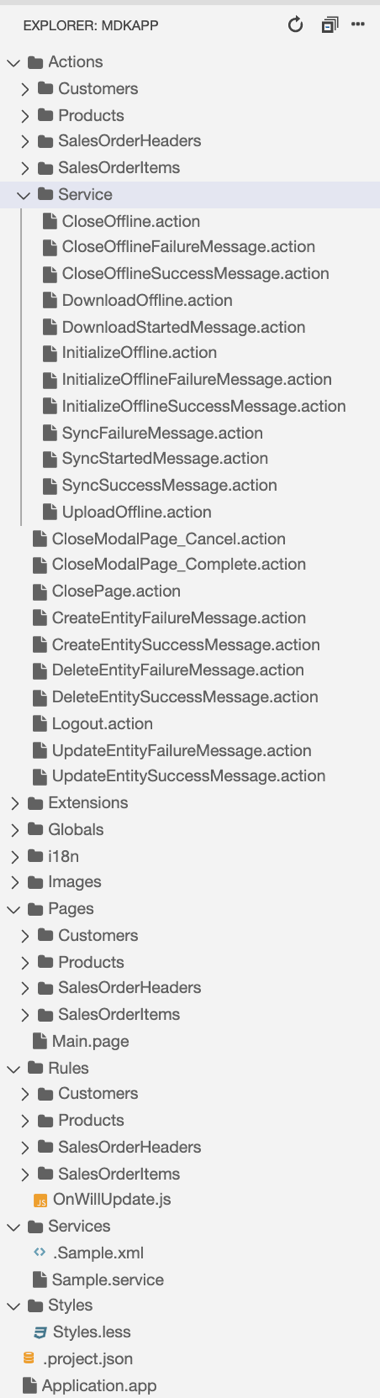 EXPLORER: MDKAPP
Actions
Customers
Products
SalesOrderHeaders
SalesOrderItems
Service
CloseOffline.action
CloseOfflineFailureMessage.action
CloseOfflineSuccessMessage.action
DownloadOffline.action
DownloadStartedMessage.action
InitializeOffline.action
InitializeOfflineFailureMessage.action
InitializeOfflineSuccessMessage.action
SyncFailureMessage.action
SyncStartedMessage.action
SyncSuccessMessage.action
UploadOffline.action
CloseModalPage_Cancel.action
CloseModalPage_Complete.action
ClosePage.action
CreateEntityFailureMessage.action
CreateEntitySuccessMessage.action
DeleteEntityFailureMessage.action
DeleteEntitySuccessMessage.action
Logout.action
UpdateEntityFailureMessage.action
UpdateEntitySuccessMessage.action
Extensions
Globals
i18n
Images
Pages
Customers
Products
SalesOrderHeaders
SalesOrderItems
Main.page
Rules
Customers
Products
SalesOrderHeaders
SalesOrderItems
JS OnWillUpdate.js
Services
.Sample.xml
Sample.service
Styles
Styles.less
.project.json
Application.app